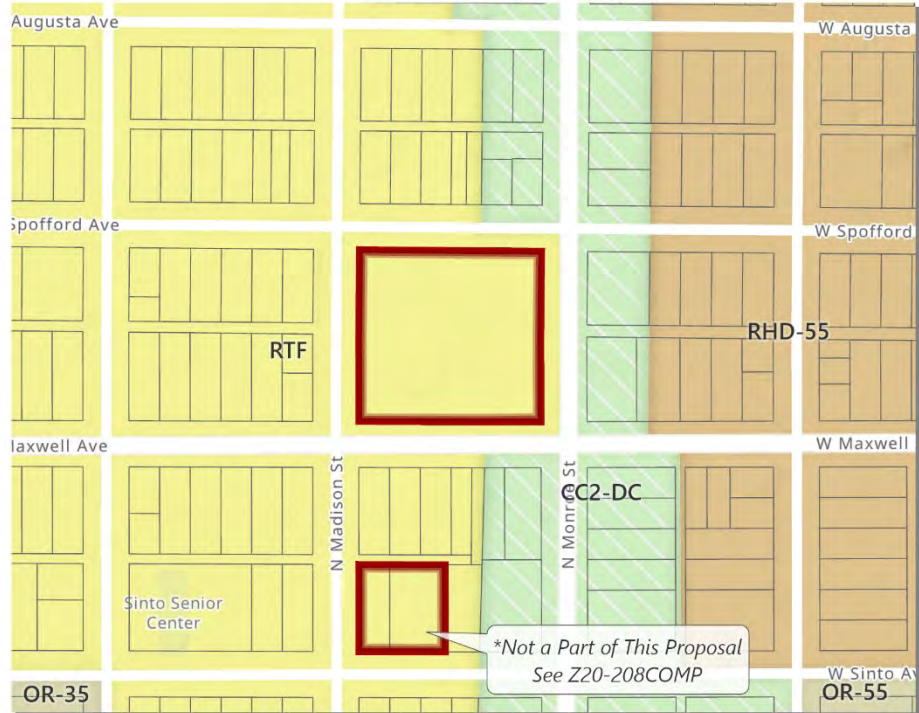 Augusta Ave
W Augusta
Spofford Ave
W Spofford
RTF
RHD-55
Maxwell Ave
W Maxwell
N Madison St
N Monroe St
CC2-DC
Sinto Senior
Center
*Not a Part of This Proposal
See Z20-208COMP
W Sinto Av
OR-35
OR-55